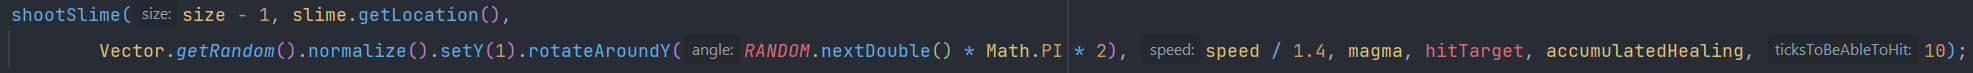 shootSlime( size: size - 1, slime.getLocation(),
Vector.getRandom().normalize().setY(1).rotateAroundY( angle: RANDOM.nextDouble() * Math.PI * 2), speed: speed / 1.4, magma, hitTarget, accumulatedHealing, ticksToBeAbleToHit: 10);